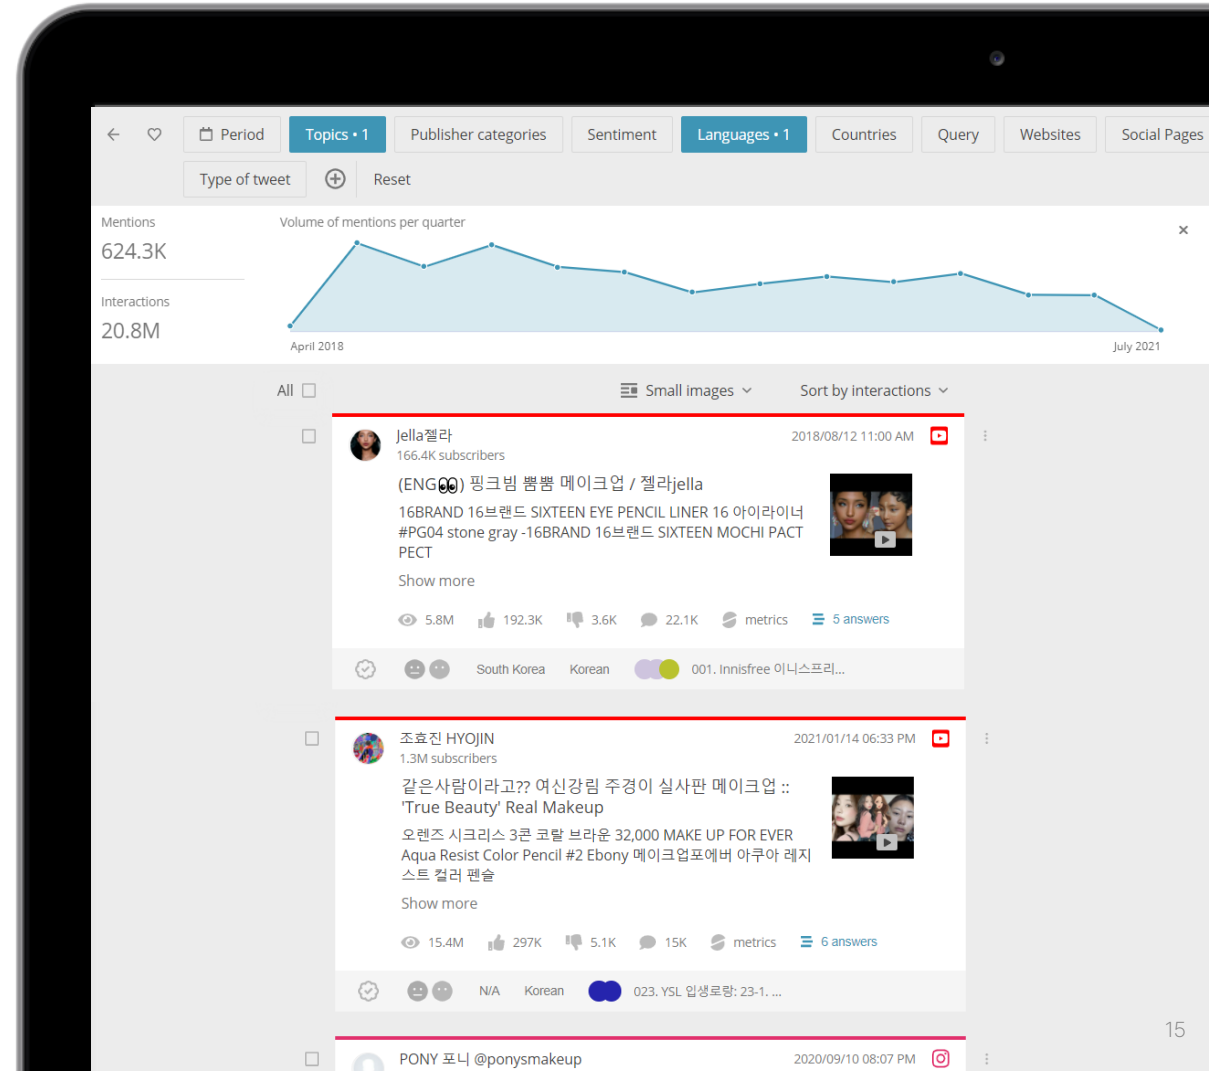 Period
Topics • 1
Publisher categories
Sentiment
Languages • 1
Countries
Query
Websites
Social Pages
Type of tweet
Reset
Mentions
624.3K
Interactions
20.8M
Volume of mentions per quarter
April 2018
July 2021
All
Small images
Sort by interactions
Jella젤라
2018/08/12 11:00 AM
166.4K subscribers
(ENG👀) 핑크빔 뿜뿜 메이크업 / 젤라jella
16BRAND 16브랜드 SIXTEEN EYE PENCIL LINER 16 아이라이너
#PG04 stone gray -16BRAND 16브랜드 SIXTEEN MOCHI PACT
PECT
Show more
5.8M
192.3K
3.6K
22.1K
metrics
5 answers
South Korea
Korean
001. Innisfree 이니스프리...
조효진 HYOJIN
2021/01/14 06:33 PM
1.3M subscribers
같은사람이라고?? 여신강림 주경이 실사판 메이크업 ::
'True Beauty' Real Makeup
오렌즈 시크리스 3콘 코랄 브라운 32,000 MAKE UP FOR EVER
Aqua Resist Color Pencil #2 Ebony 메이크업포에버 아쿠아 레지
스트 컬러 펜슬
Show more
15.4M
297K
5.1K
15K
metrics
6 answers
N/A
Korean
023. YSL 입생로랑: 23-1. ...
PONY 포니 @ponysmakeup
2020/09/10 08:07 PM
15